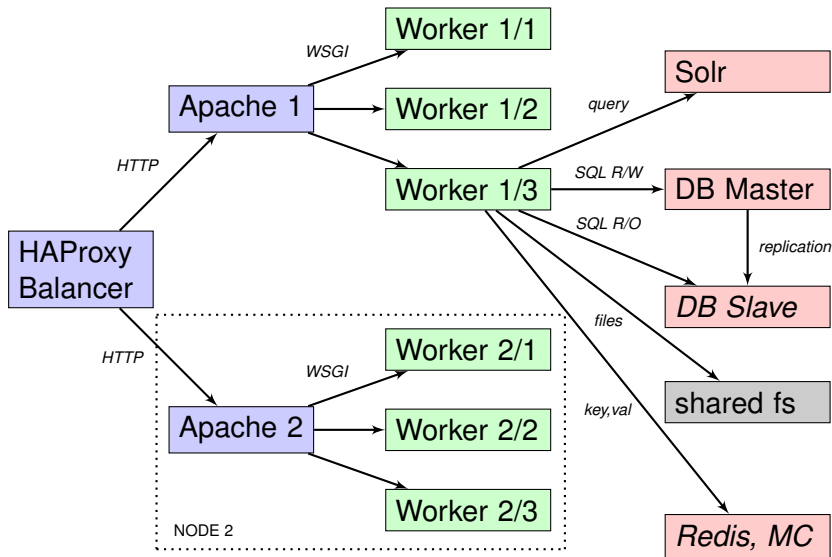 Worker 1/1
WSGI
Solr
Apache 1
Worker 1/2
query
HTTP
Worker 1/3
SQL R/W
DB Master
SQL R/O
replication
HAProxy
Balancer
DB Slave
files
HTTP
WSGI
Worker 2/1
shared fs
key,val
Apache 2
Worker 2/2
NODE 2
Worker 2/3
Redis, MC